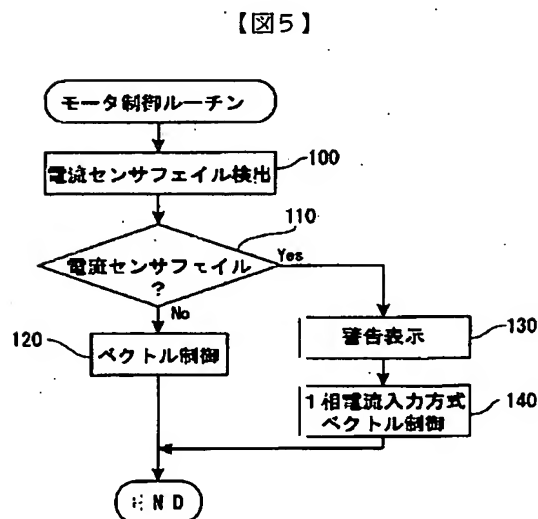 【図5】
モータ制御ルーチン
電流センサフェイル検出
100
110
電流センサフェイル
?
Yes
No
120
ベクトル制御
警告表示
130
1相電流入力方式
ベクトル制御
140
END